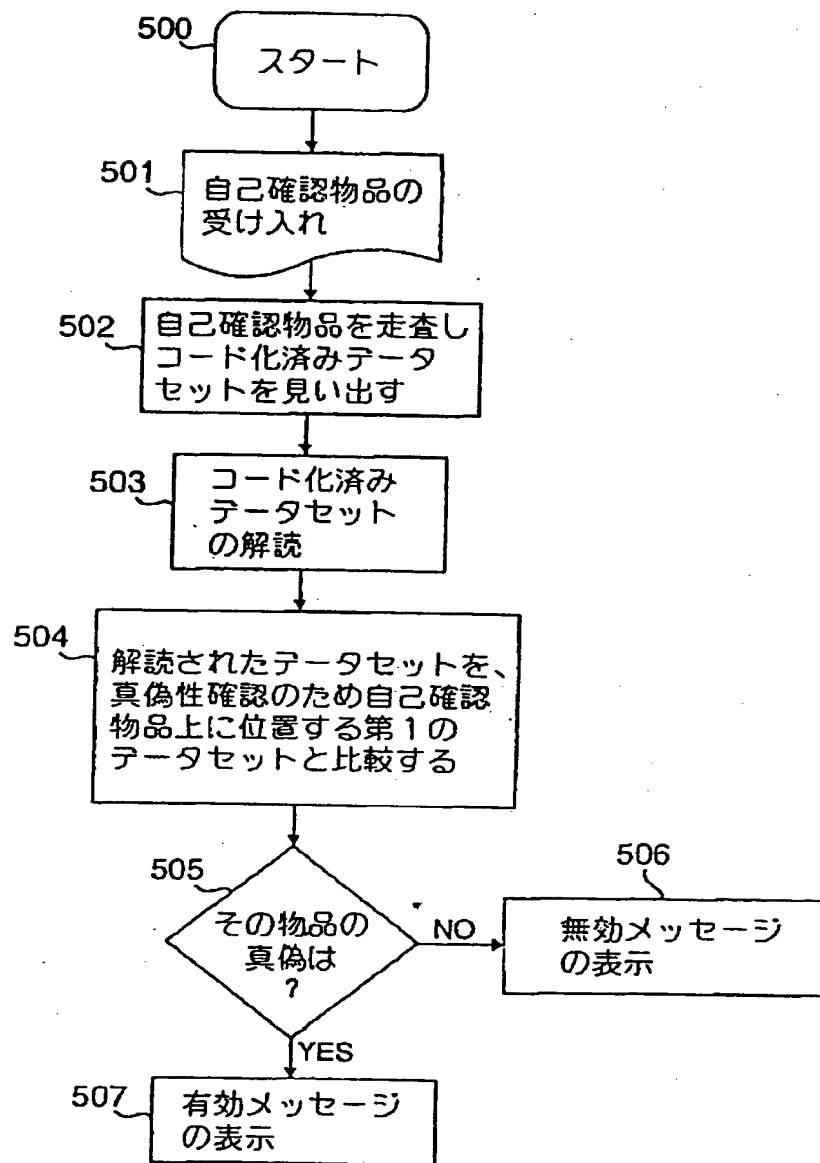 500
スタート
501
自己確認物品の
受け入れ
502
自己確認物品を走査し
コード化済みデータ
セットを見い出す
503
コード化済み
データセット
の解読
504
解読されたデータセットを、
真偽性確認のため自己確認
物品上に位置する第1の
データセットと比較する
505
その物品の
真偽は
?
NO
506
無効メッセージ
の表示
YES
507
有効メッセージ
の表示